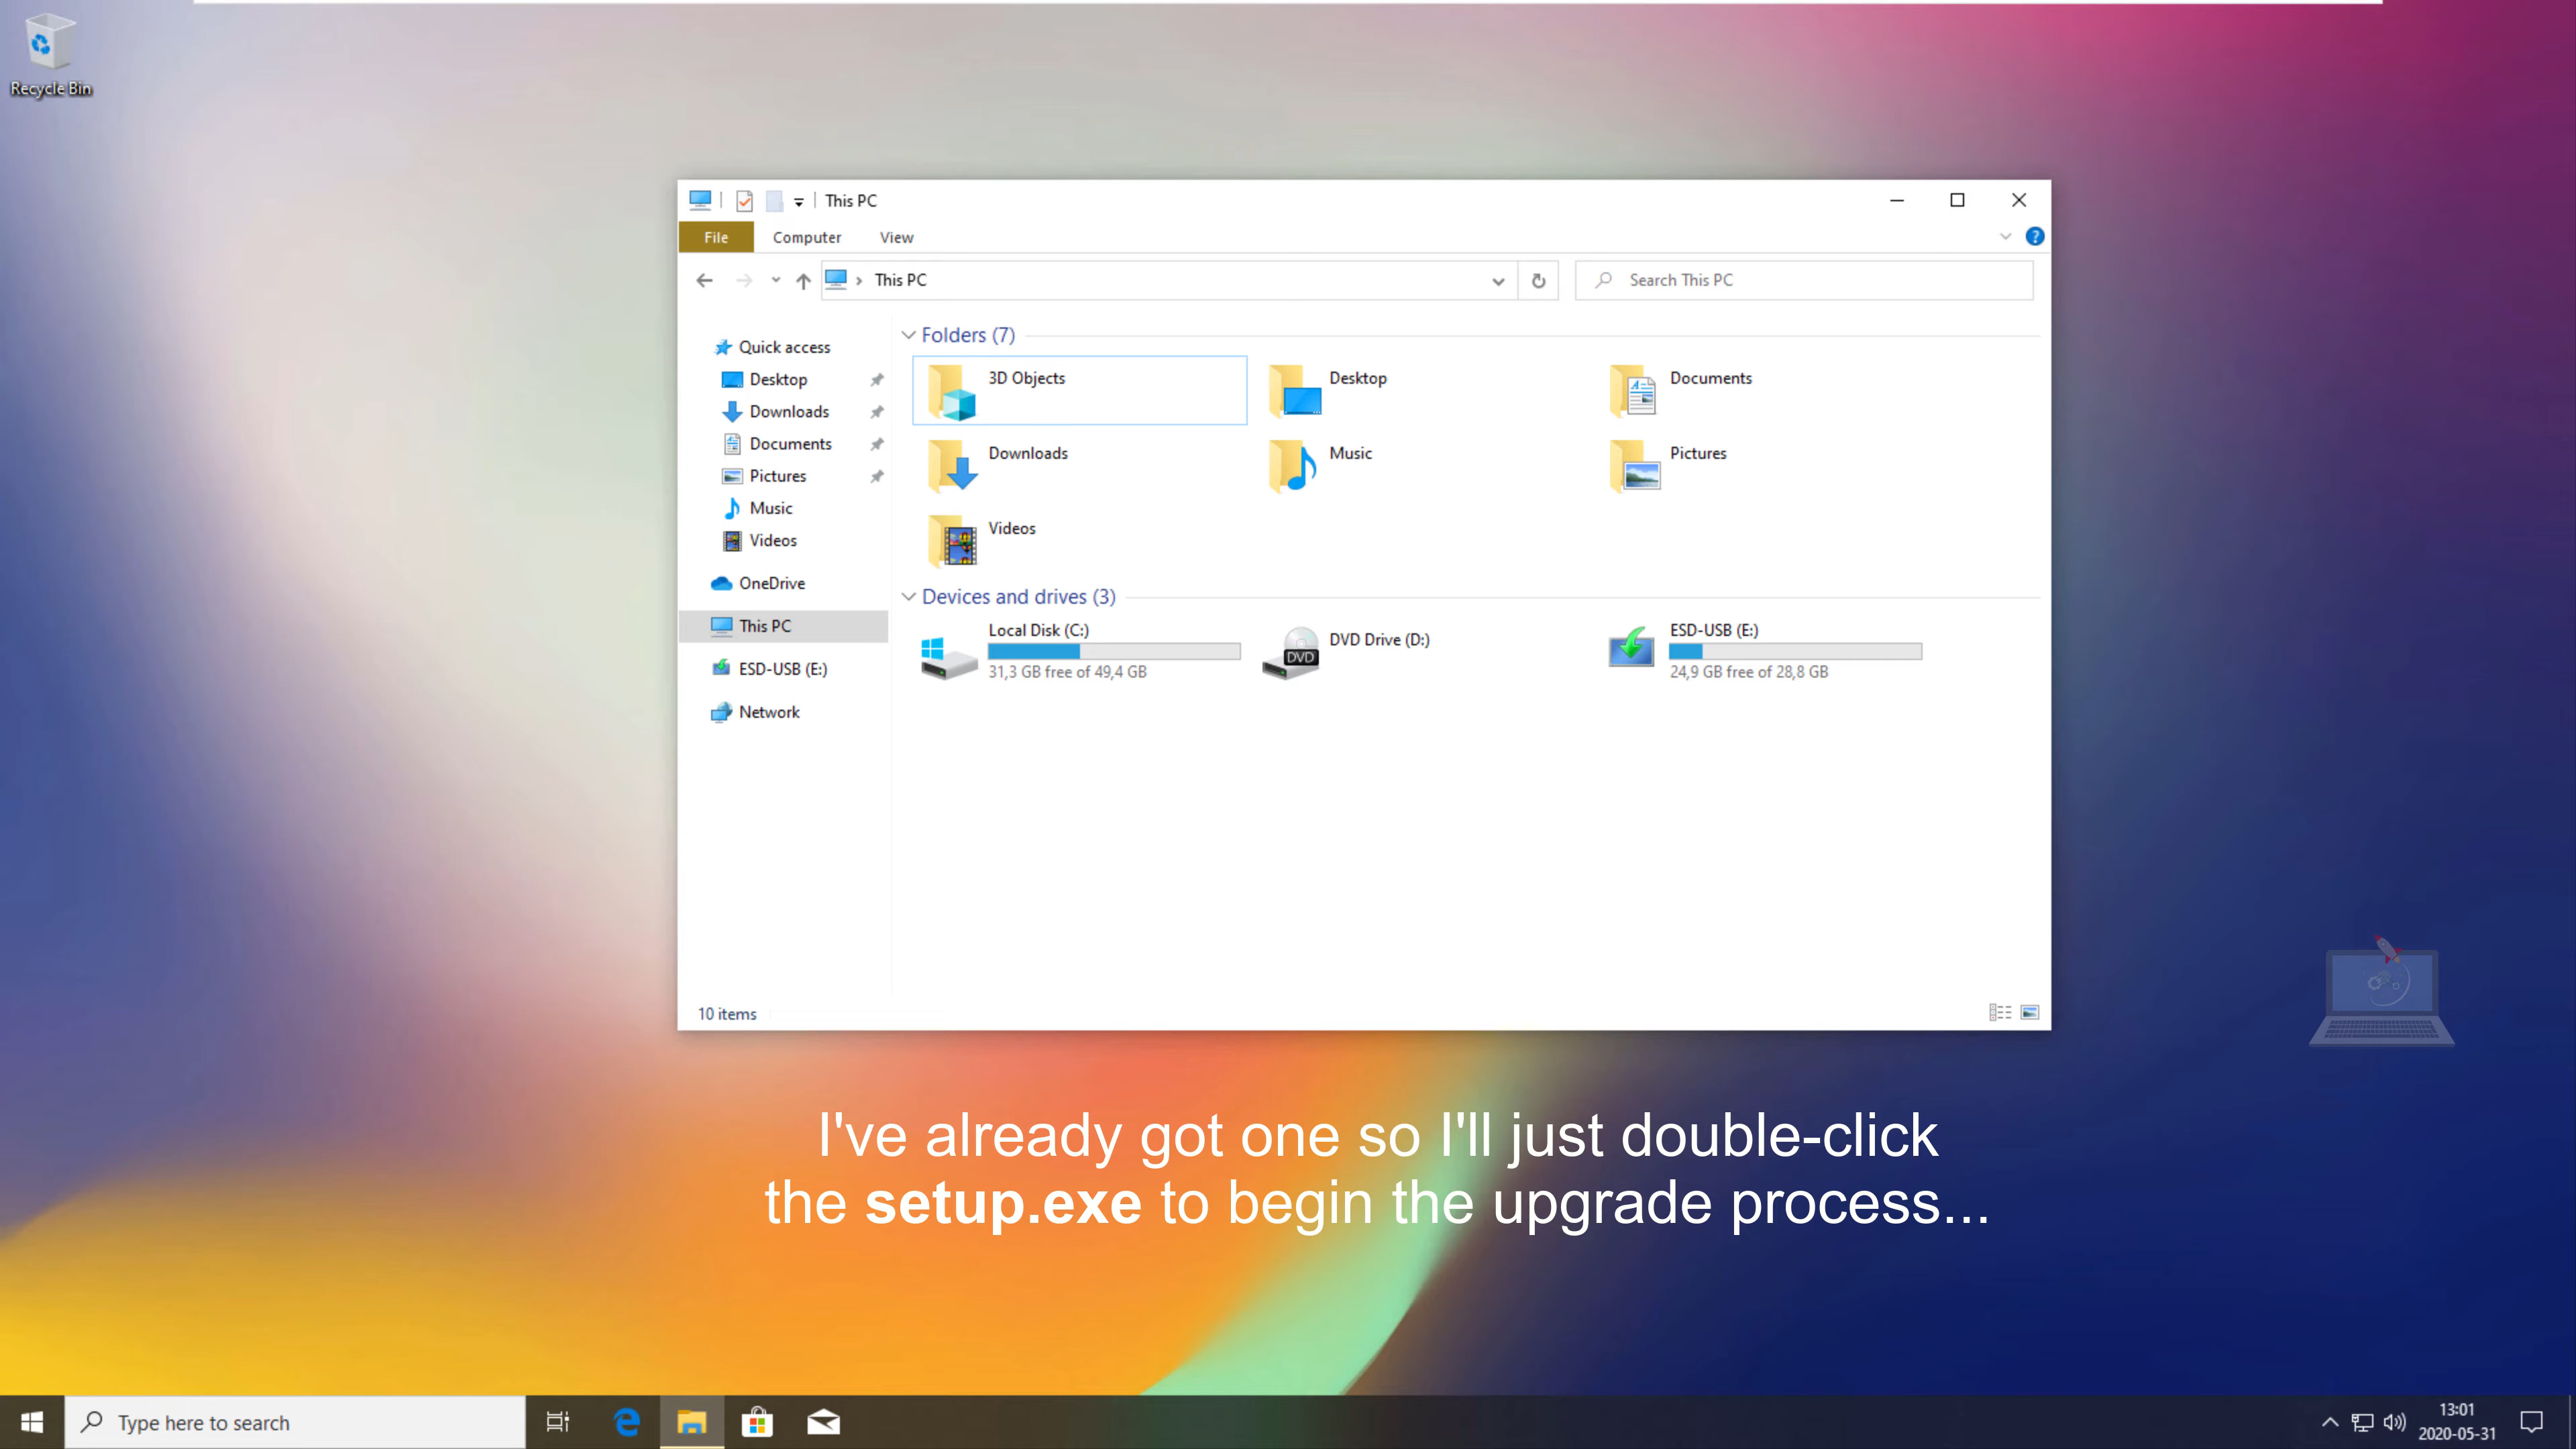 Recycle Bin
This PC
File Computer View
This PC
Search This PC
Quick access
Desktop
Downloads
Documents
Pictures
Music
Videos
OneDrive
This PC
ESD-USB (E:)
Network
Folders (7)
3D Objects
Desktop
Documents
Downloads
Music
Pictures
Videos
Devices and drives (3)
Local Disk (C:)
31,3 GB free of 49,4 GB
DVD Drive (D:)
DVD
ESD-USB (E:)
24,9 GB free of 28,8 GB
10 items
I've already got one so I'll just double-click
the setup.exe to begin the upgrade process...
Type here to search
13:01
2020-05-31